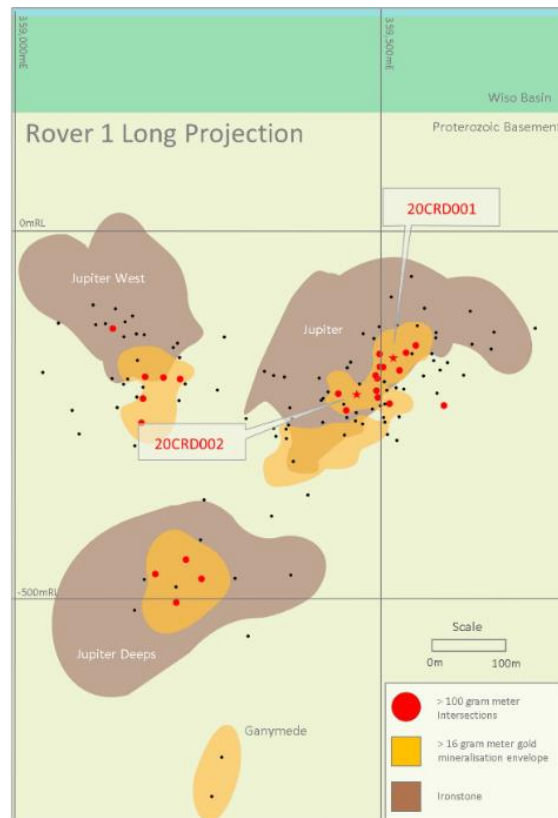 359,000mE
359,500mE
Wiso Basin
Rover 1 Long Projection
Proterozoic Basement
20CRD001
0mRL
Jupiter West
Jupiter
20CRD002
-500mRL
Scale
0m 100m
Jupiter Deeps
> 100 gram meter
Intersections
Ganymede
> 16 gram meter gold
mineralisation envelope
Ironstone